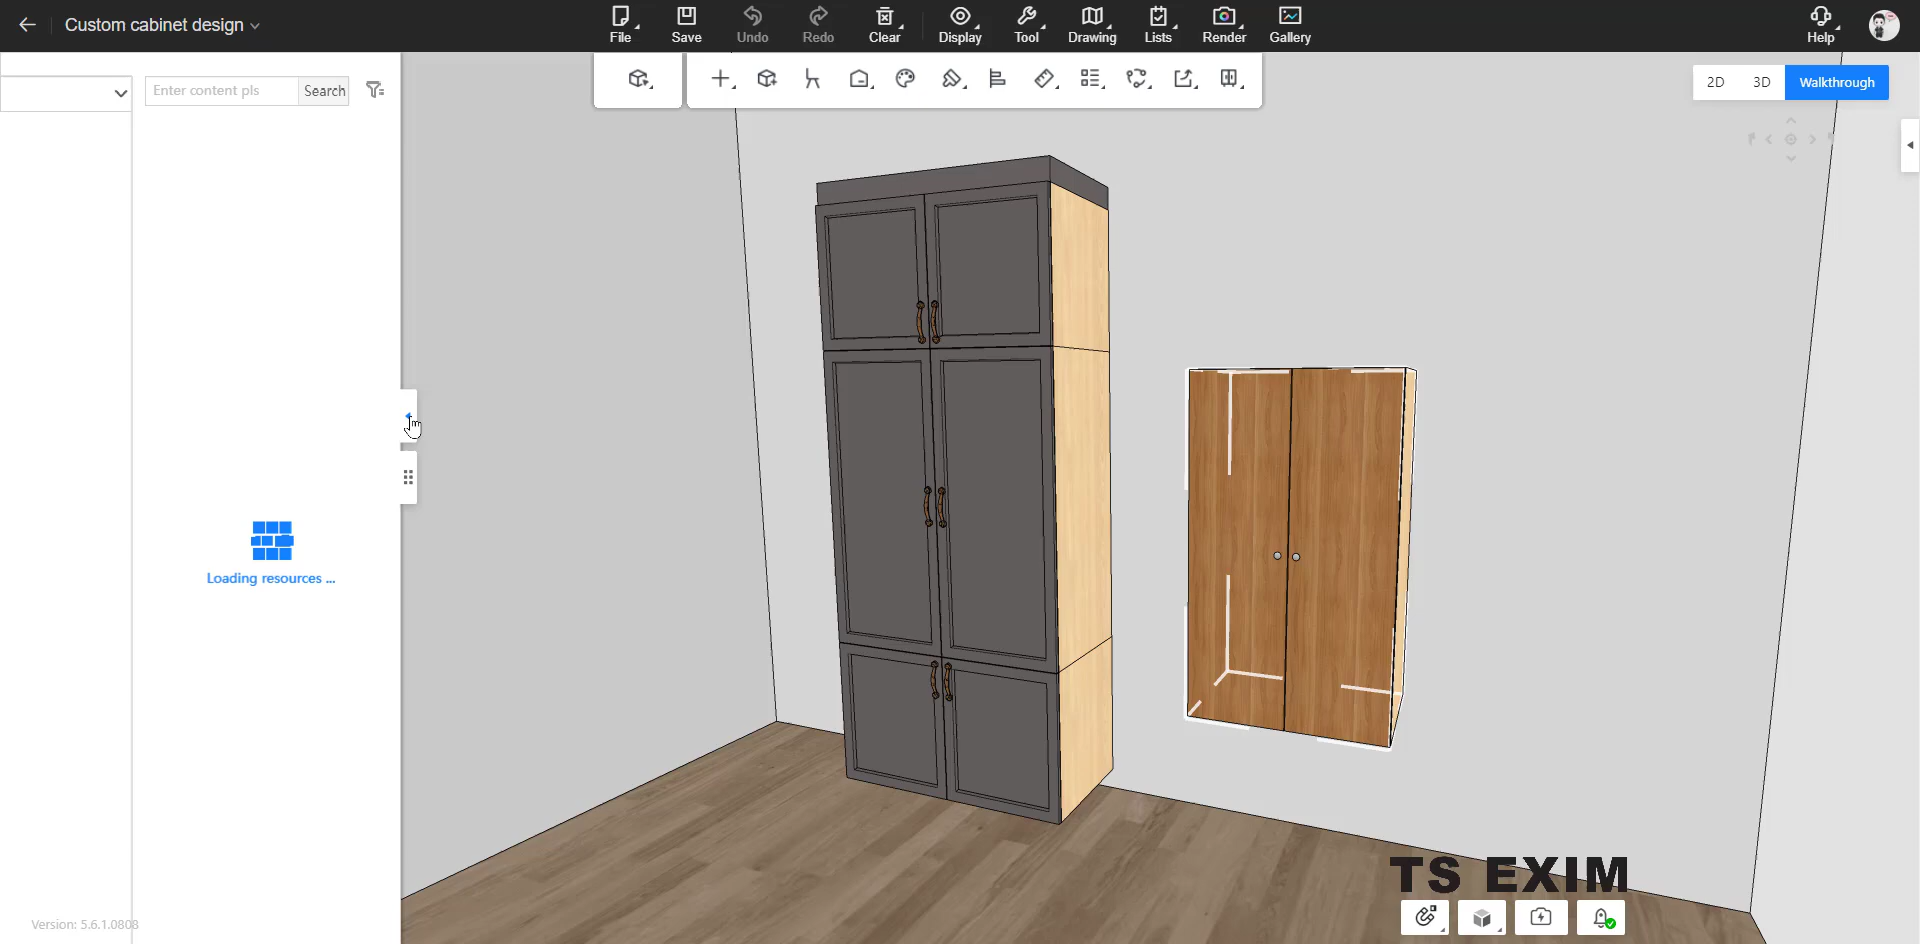 Custom cabinet design
File
Save
Undo
Redo
Clear
Display
Tool
Drawing
Lists
Render
Gallery
Help
Enter content pls
Search
2D
3D
Walkthrough
Loading resources ...
TS EXIM
Version: 5.6.1.0808